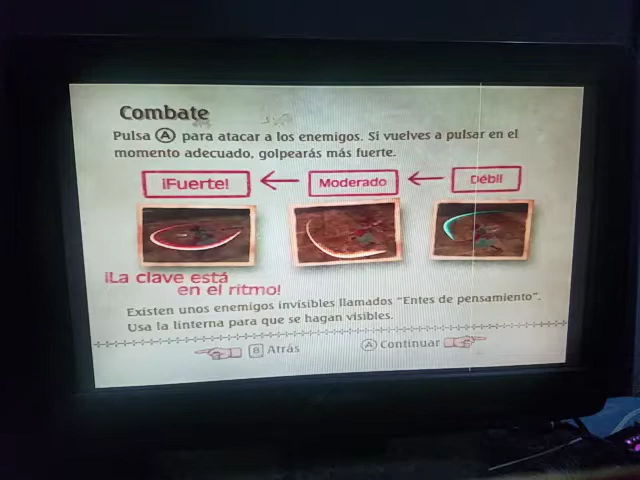 Combate
Pulsa A para atacar a los enemigos. Si vuelves a pulsar en el
momento adecuado, golpearás más fuerte.
¡Fuerte! Moderado Débil
¡La clave está
en el ritmo!
Existen unos enemigos invisibles llamados "Entes de pensamiento".
Usa la linterna para que se hagan visibles.
B Atrás A Continuar